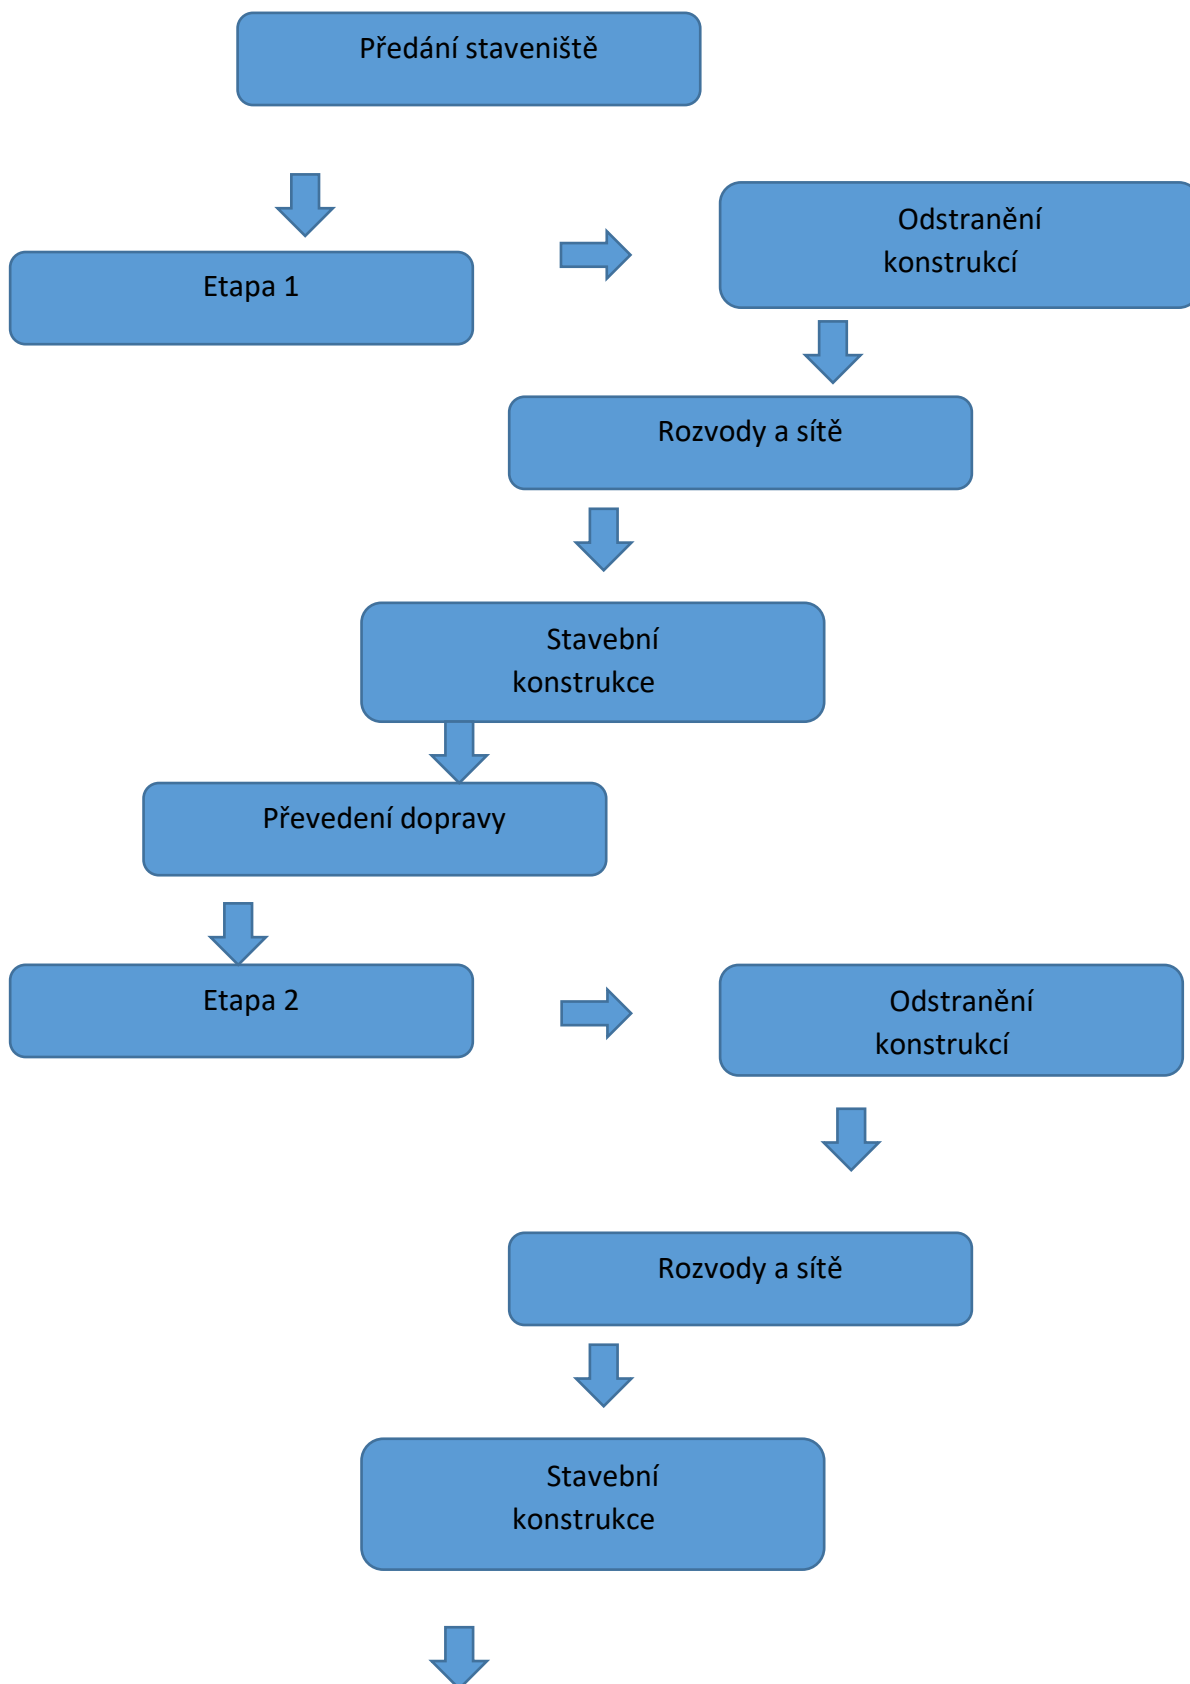 Předání staveniště
Etapa 1
Odstranění
konstrukcí
Rozvody a sítě
Stavební
konstrukce
Převedení dopravy
Etapa 2
Odstranění
konstrukcí
Rozvody a sítě
Stavební
konstrukce